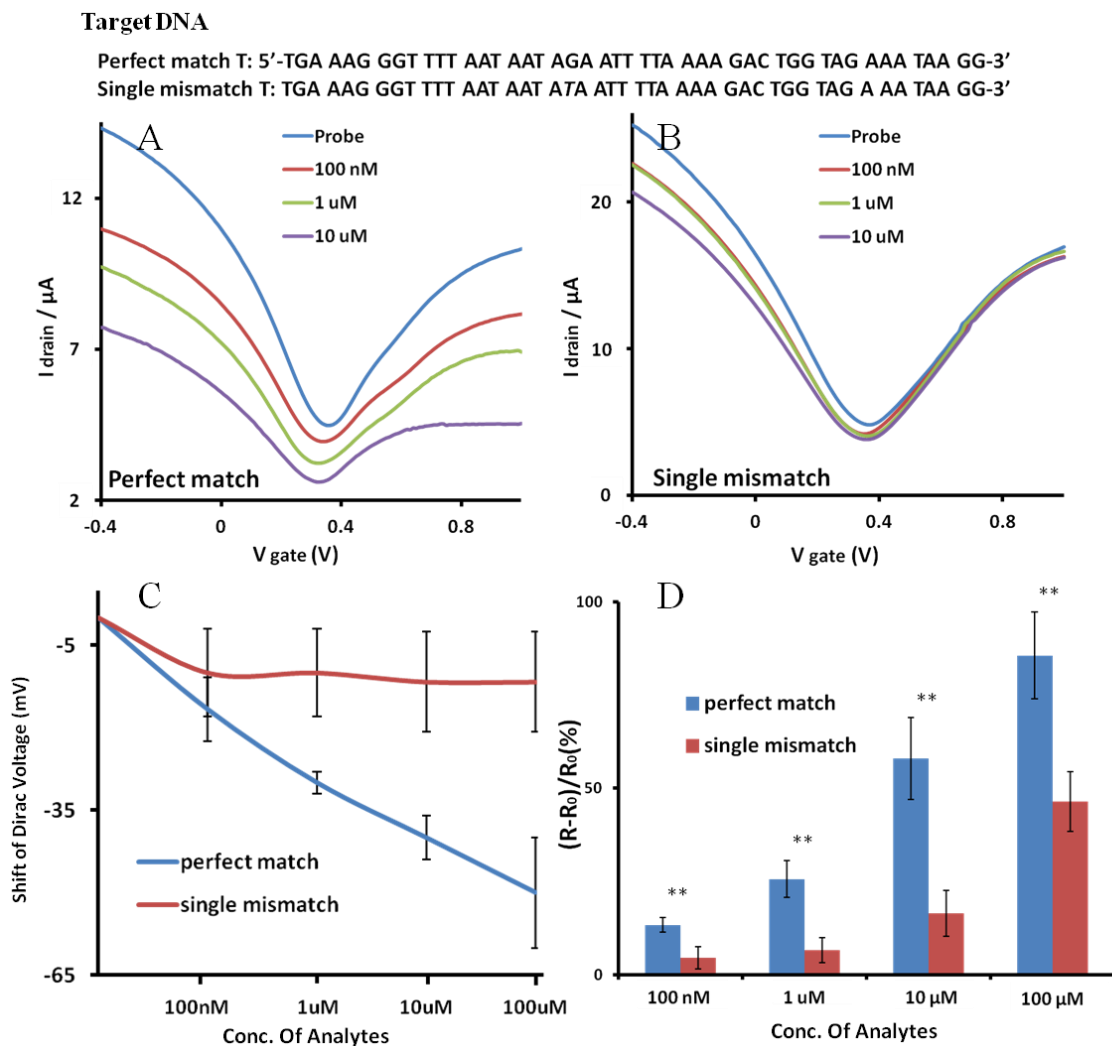 Target DNA
Perfect match T: 5’-TGA AAG GGT TTT AAT AAT AGA ATT TTA AAA GAC TGG TAG AAA TAA GG-3’
Single mismatch T: TGA AAG GGT TTT AAT AAT ATA ATT TTA AAA GAC TGG TAG A AA TAA GG-3’
A
Probe
100 nM
1 uM
10 uM
12
7
2
I drain / µA
Perfect match
-0.4
0
0.4
0.8
V gate (V)
B
Probe
100 nM
1 uM
10 uM
20
10
0
I drain / µA
Single mismatch
-0.4
0
0.4
0.8
V gate (V)
C
-5
-35
-65
Shift of Dirac Voltage (mV)
perfect match
single mismatch
100nM
1uM
10uM
100uM
Conc. Of Analytes
D
100
50
0
(R-R₀)/R₀(%)
perfect match
single mismatch
**
**
**
**
100 nM
1 uM
10 µM
100 µM
Conc. Of Analytes